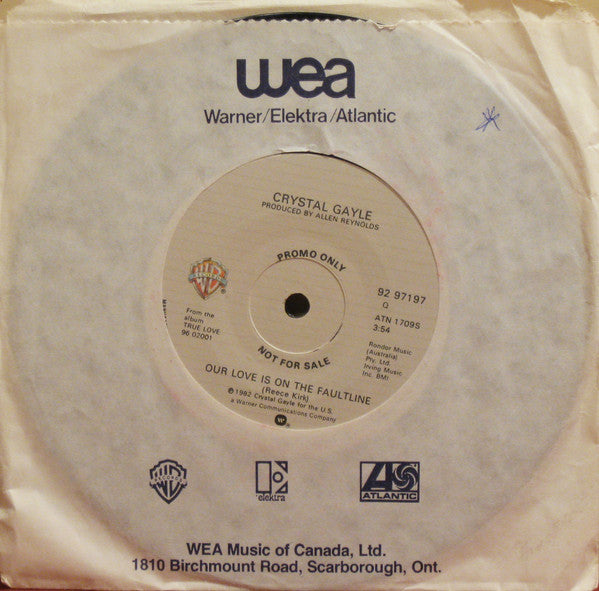 wea
Warner/Elektra/Atlantic
CRYSTAL GAYLE
PRODUCED BY ALLEN REYNOLDS
PROMO ONLY
92 97197
Q
ATN 1709S
3:54
From the
album
TRUE LOVE
96 02001
Rondor Music
(Australia)
Pty. Ltd.
Irving Music
Inc. BMI
NOT FOR SALE
OUR LOVE IS ON THE FAULTLINE
(Reece Kirk)
℗1982 Crystal Gayle for the U.S.
a Warner Communications Company
elektra
ATLANTIC
WEA Music of Canada, Ltd.
1810 Birchmount Road, Scarborough, Ont.